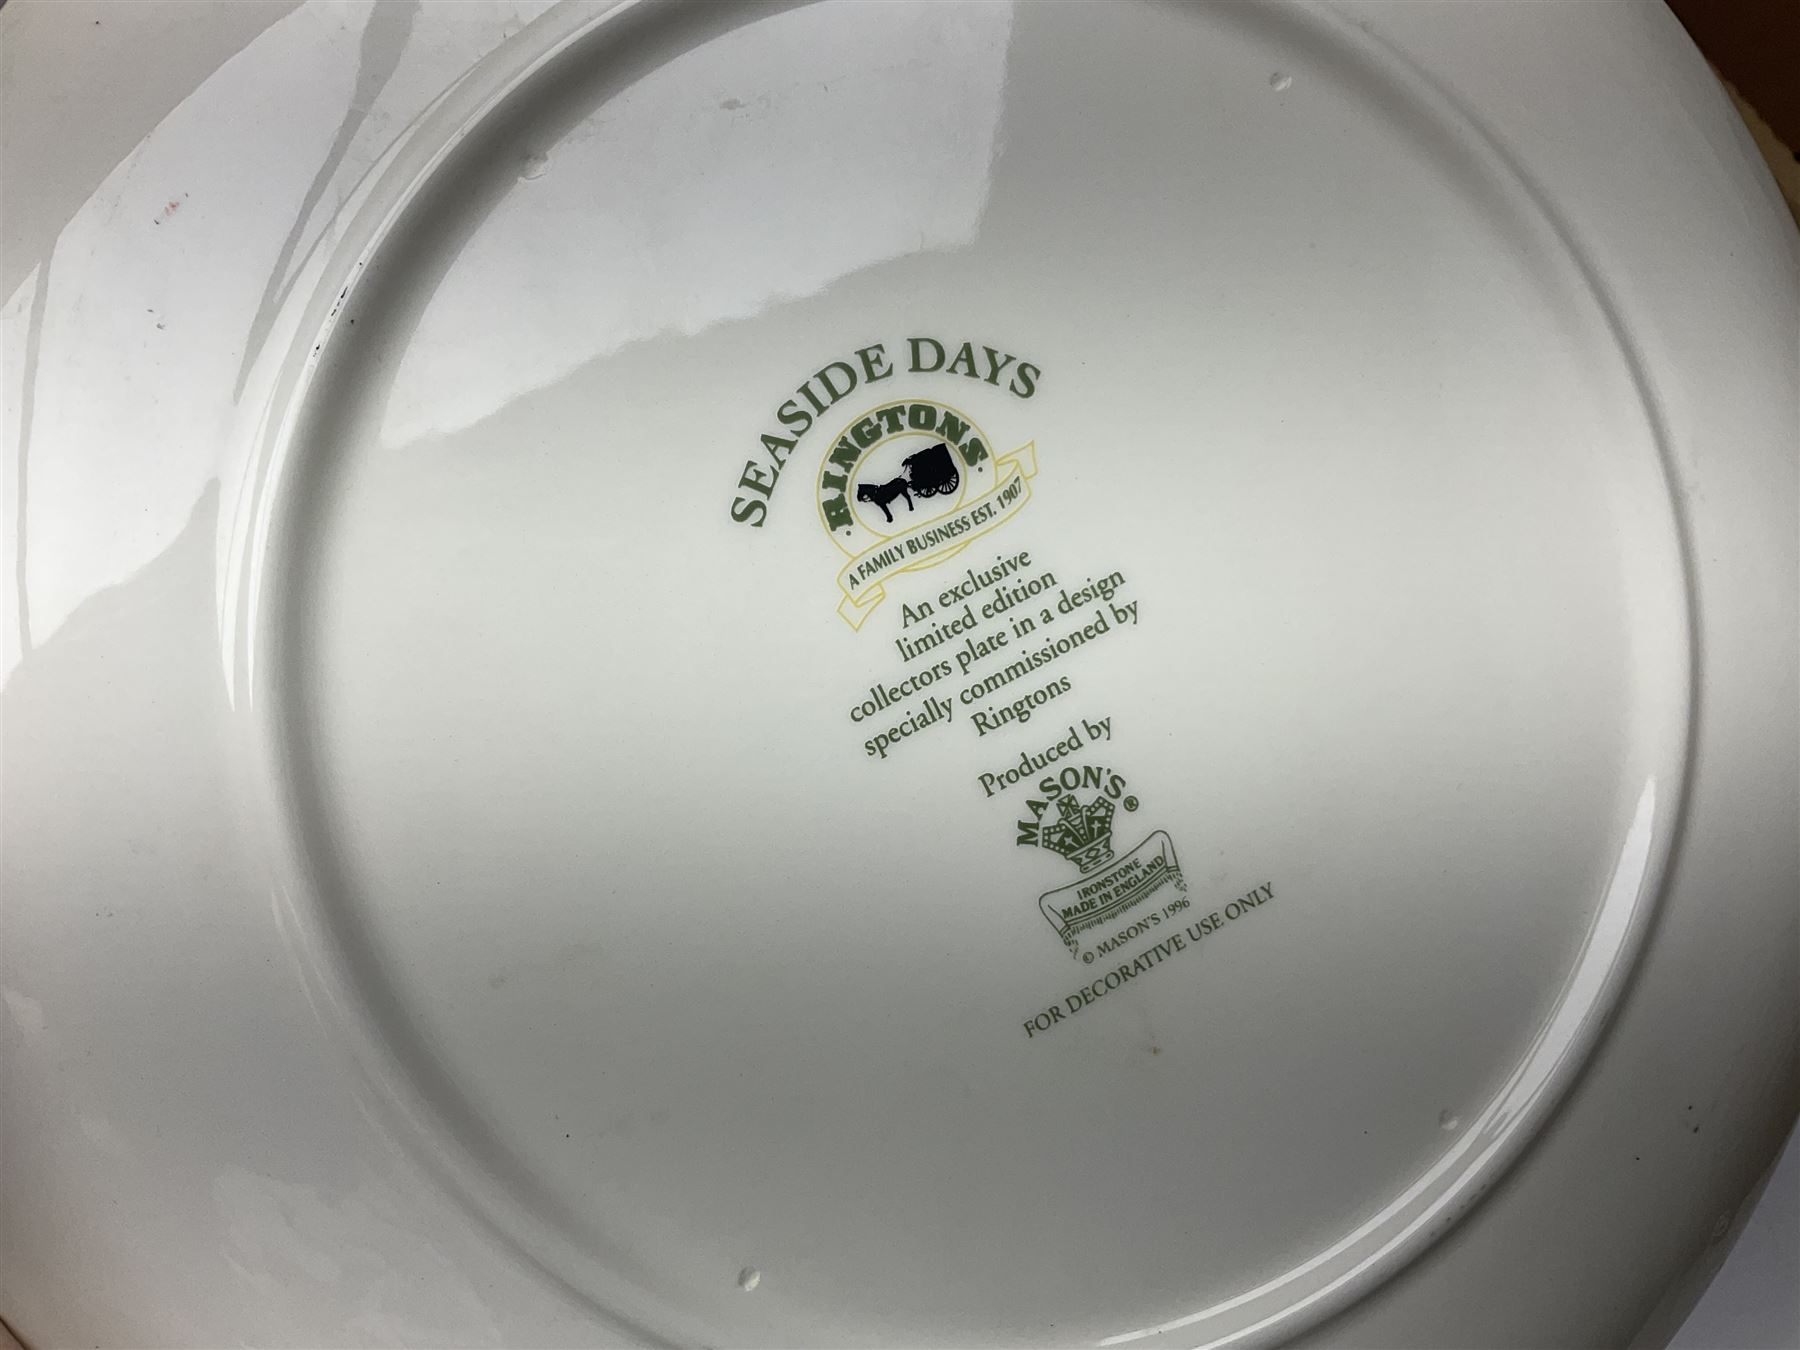 SEASIDE DAYS
· RINGTONS ·
A FAMILY BUSINESS EST. 1907
An exclusive
limited edition
collectors plate in a design
specially commissioned by
Ringtons
Produced by
MASON'S ®
IRONSTONE
MADE IN ENGLAND
© MASON'S 1996
FOR DECORATIVE USE ONLY